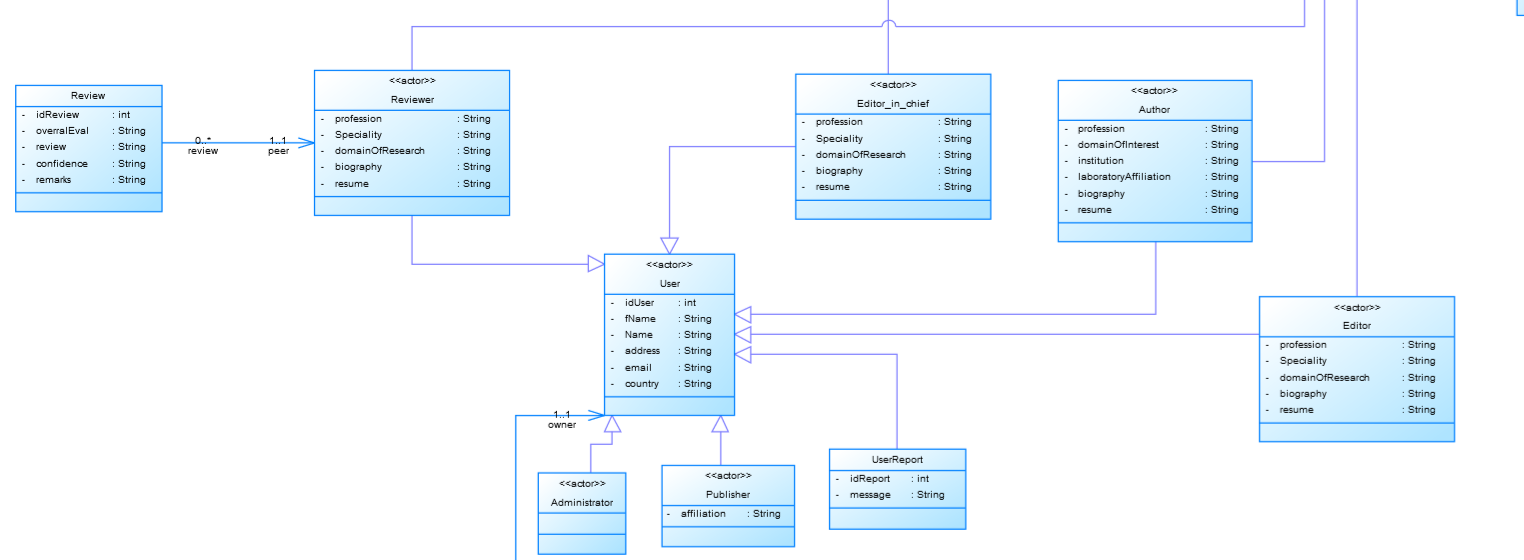 Review
- idReview : int
- overralEval : String
- review : String
- confidence : String
- remarks : String
0..*
review
1..1
peer
<<actor>>
Reviewer
- profession : String
- Speciality : String
- domainOfResearch : String
- biography : String
- resume : String
<<actor>>
Editor_in_chief
- profession : String
- Speciality : String
- domainOfResearch : String
- biography : String
- resume : String
<<actor>>
Author
- profession : String
- domainOfInterest : String
- institution : String
- laboratoryAffiliation : String
- biography : String
- resume : String
<<actor>>
User
- idUser : int
- fName : String
- Name : String
- address : String
- email : String
- country : String
<<actor>>
Editor
- profession : String
- Speciality : String
- domainOfResearch : String
- biography : String
- resume : String
1..1
owner
<<actor>>
Administrator
<<actor>>
Publisher
- affiliation : String
UserReport
- idReport : int
- message : String